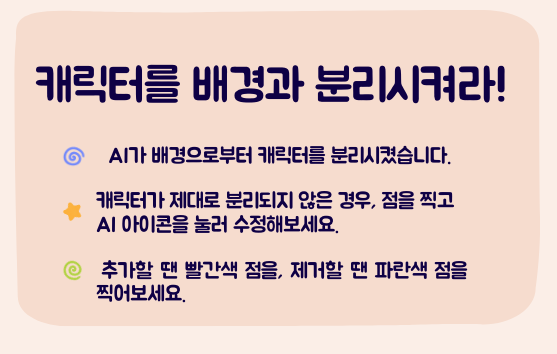 캐릭터를 배경과 분리시켜라!
AI가 배경으로부터 캐릭터를 분리시켰습니다.
캐릭터가 제대로 분리되지 않은 경우, 점을 찍고
AI 아이콘을 눌러 수정해보세요.
추가할 땐 빨간색 점을, 제거할 땐 파란색 점을
찍어보세요.